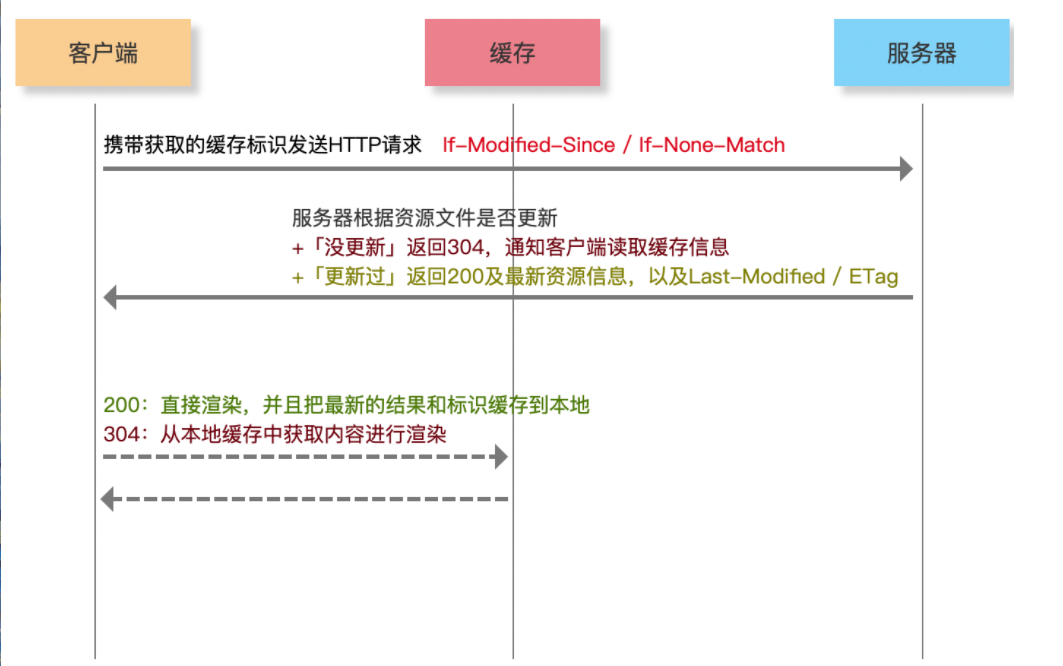 客户端
缓存
服务器
携带获取的缓存标识发送HTTP请求 If-Modified-Since / If-None-Match
服务器根据资源文件是否更新
+「没更新」返回304，通知客户端读取缓存信息
+「更新过」返回200及最新资源信息，以及Last-Modified / ETag
200：直接渲染，并且把最新的结果和标识缓存到本地
304：从本地缓存中获取内容进行渲染